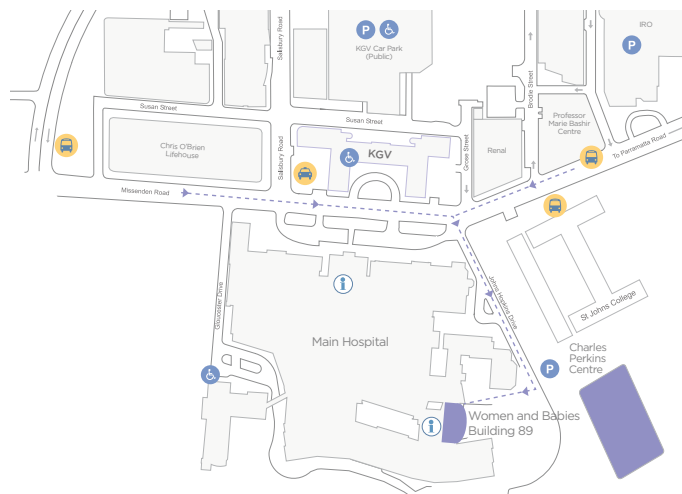 Salisbury Road
P
KGV Car Park
(Public)
IRO
P
Brodie Street
Susan Street
Susan Street
Professor
Marie Bashir
Centre
Chris O'Brien
Lifehouse
Salisbury Road
KGV
Grose Street
Renal
To Parramatta Road
Missenden Road
Gloucester Drive
i
Johns Hopkins Drive
St Johns College
Main Hospital
P
Charles
Perkins
Centre
i
Women and Babies
Building 89